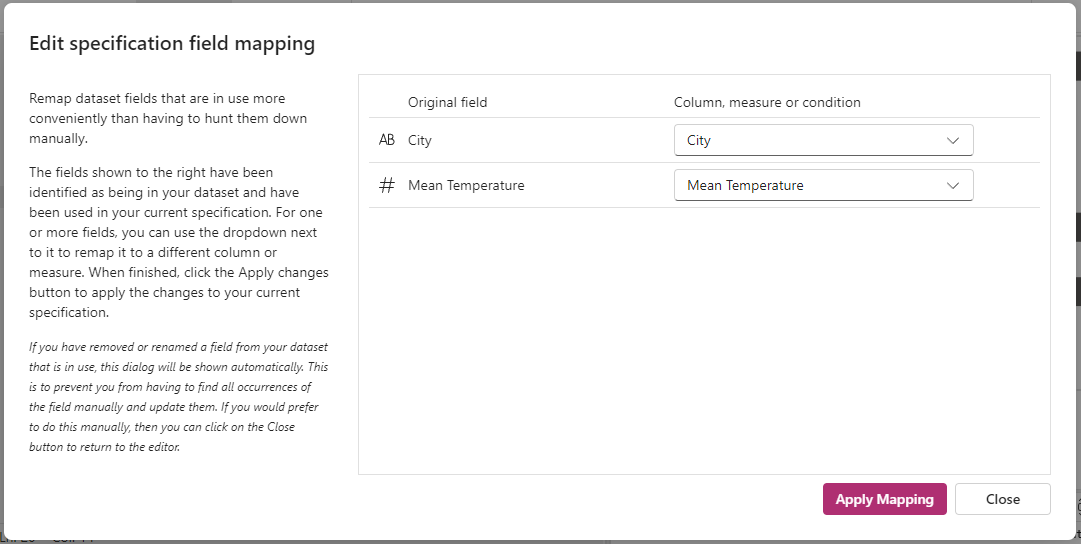 Edit specification field mapping
Remap dataset fields that are in use more
conveniently than having to hunt them down
manually.
The fields shown to the right have been
identified as being in your dataset and have
been used in your current specification. For one
or more fields, you can use the dropdown next
to it to remap it to a different column or
measure. When finished, click the Apply changes
button to apply the changes to your current
specification.
If you have removed or renamed a field from your dataset
that is in use, this dialog will be shown automatically. This
is to prevent you from having to find all occurrences of
the field manually and update them. If you would prefer
to do this manually, then you can click on the Close
button to return to the editor.
Original field Column, measure or condition
AB City City
# Mean Temperature Mean Temperature
Apply Mapping Close